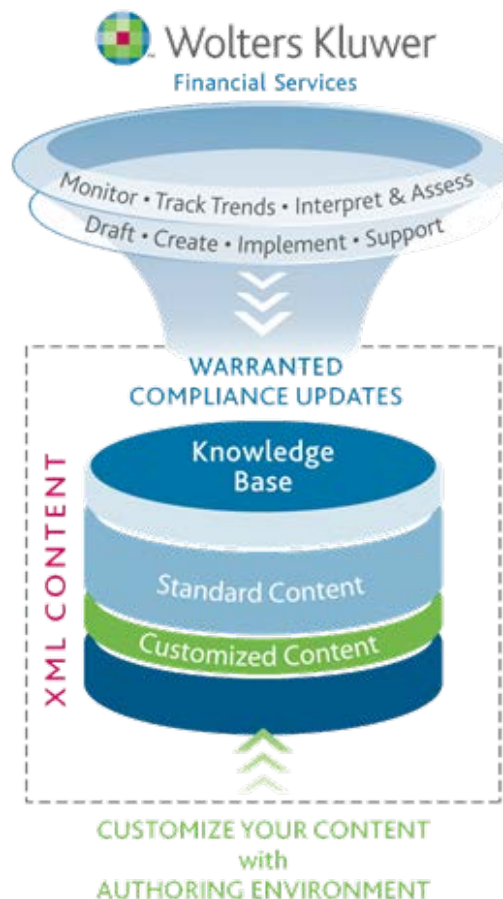 Wolters Kluwer
Financial Services
Monitor • Track Trends • Interpret & Assess
Draft • Create • Implement • Support
WARRANTED
COMPLIANCE UPDATES
Knowledge
Base
XML CONTENT
Standard Content
Customized Content
CUSTOMIZE YOUR CONTENT
with
AUTHORING ENVIRONMENT